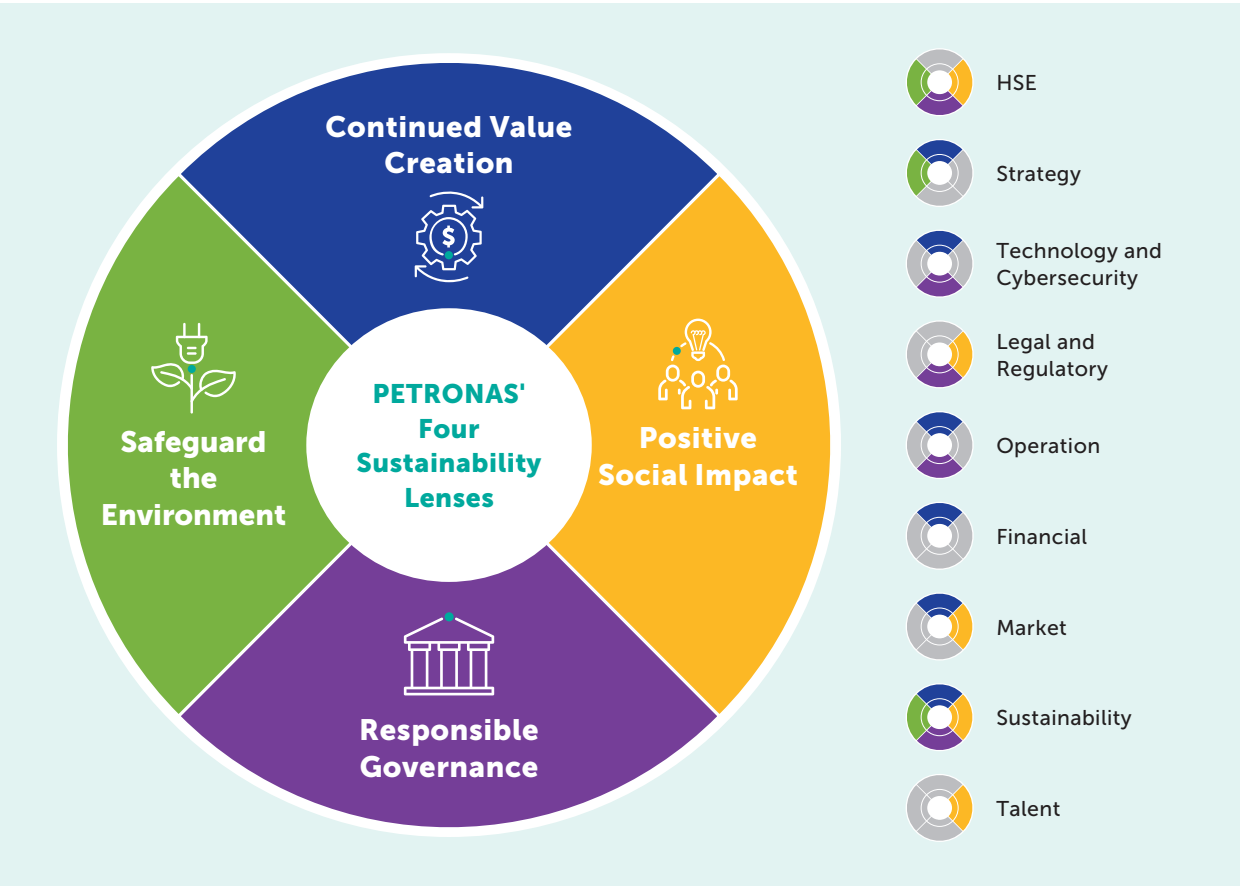 Continued Value
Creation
$
Safeguard
the
Environment
PETRONAS'
Four
Sustainability
Lenses
Positive
Social Impact
Responsible
Governance
HSE
Strategy
Technology and
Cybersecurity
Legal and
Regulatory
Operation
Financial
Market
Sustainability
Talent